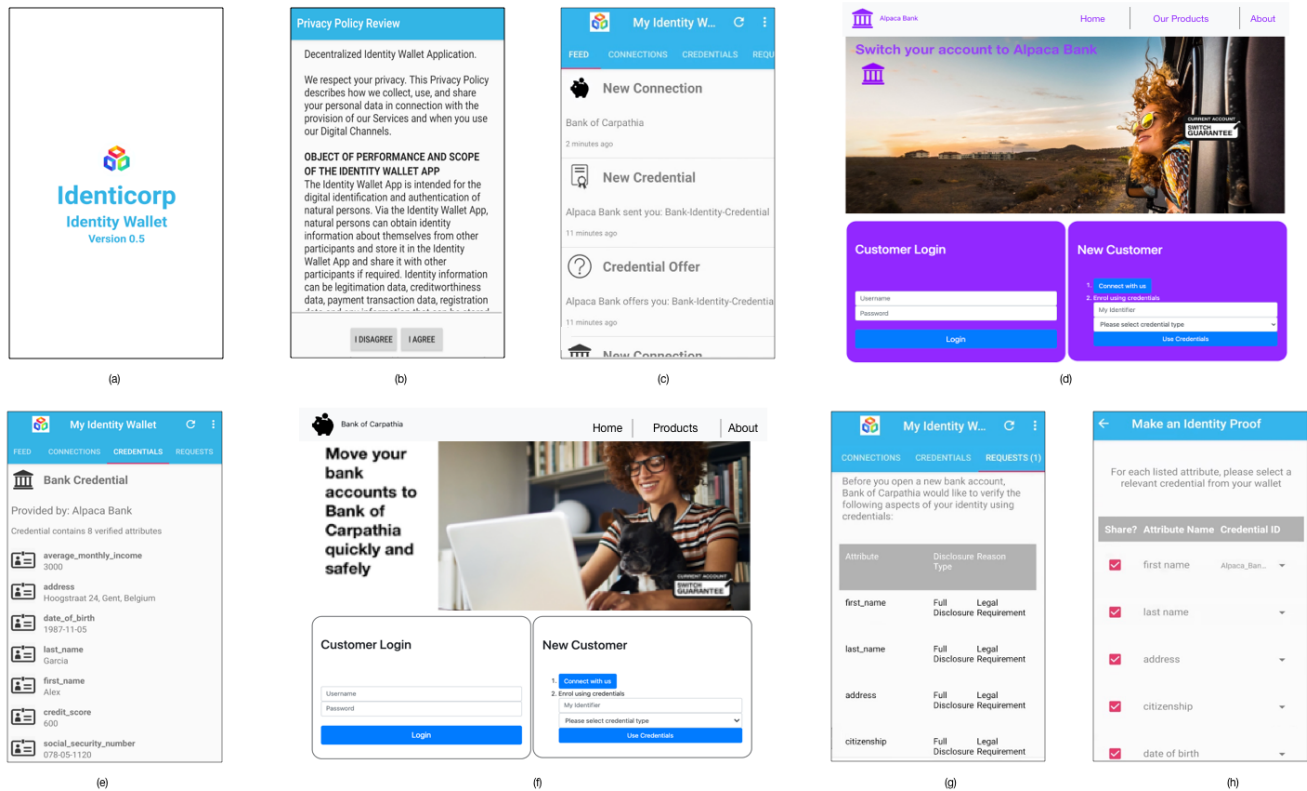 Identicorp
Identity Wallet
Version 0.5
(a)
Privacy Policy Review
Decentralized Identity Wallet Application.
We respect your privacy. This Privacy Policy
describes how we collect, use, and share
your personal data in connection with the
provision of our Services and when you use
our Digital Channels.
OBJECT OF PERFORMANCE AND SCOPE
OF THE IDENTITY WALLET APP
The Identity Wallet App is intended for the
digital identification and authentication of
natural persons. Via the Identity Wallet App,
natural persons can obtain identity
information about themselves from other
participants and store it in the Identity
Wallet App and share it with other
participants if required. Identity information
can be legitimation data, creditworthiness
data, payment transaction data, registration
data and any information that can be stored
I DISAGREE
I AGREE
(b)
My Identity W...
FEED CONNECTIONS CREDENTIALS REQU
New Connection
Bank of Carpathia
2 minutes ago
New Credential
Alpaca Bank sent you: Bank-Identity-Credential
11 minutes ago
Credential Offer
Alpaca Bank offers you: Bank-Identity-Credentia
11 minutes ago
New Connection
(c)
Alpaca Bank
Home Our Products About
Switch your account to Alpaca Bank
CURRENT ACCOUNT
SWITCH
GUARANTEE
Customer Login
Username
Password
Login
New Customer
1. Connect with us
2. Enrol using credentials
My Identifier
Please select credential type
Use Credentials
(d)
My Identity Wallet
FEED CONNECTIONS CREDENTIALS REQUESTS
Bank Credential
Provided by: Alpaca Bank
Credential contains 8 verified attributes
average_monthly_income
3000
address
Hoogstraat 24, Gent, Belgium
date_of_birth
1987-11-05
last_name
Garcia
first_name
Alex
credit_score
600
social_security_number
078-05-1120
(e)
Bank of Carpathia
Home Products About
Move your
bank
accounts to
Bank of
Carpathia
quickly and
safely
CURRENT ACCOUNT
SWITCH
GUARANTEE
Customer Login
Username
Password
Login
New Customer
1. Connect with us
2. Enrol using credentials
My Identifier
Please select credential type
Use Credentials
(f)
My Identity W...
CONNECTIONS CREDENTIALS REQUESTS (1)
Before you open a new bank account,
Bank of Carpathia would like to verify the
following aspects of your identity using
credentials:
Attribute Disclosure Reason
Type
first_name Full Legal
Disclosure Requirement
last_name Full Legal
Disclosure Requirement
address Full Legal
Disclosure Requirement
citizenship Full Legal
Disclosure Requirement
(g)
Make an Identity Proof
For each listed attribute, please select a
relevant credential from your wallet
Share? Attribute Name Credential ID
first name Alpaca_Ban...
last name
address
citizenship
date of birth
(h)